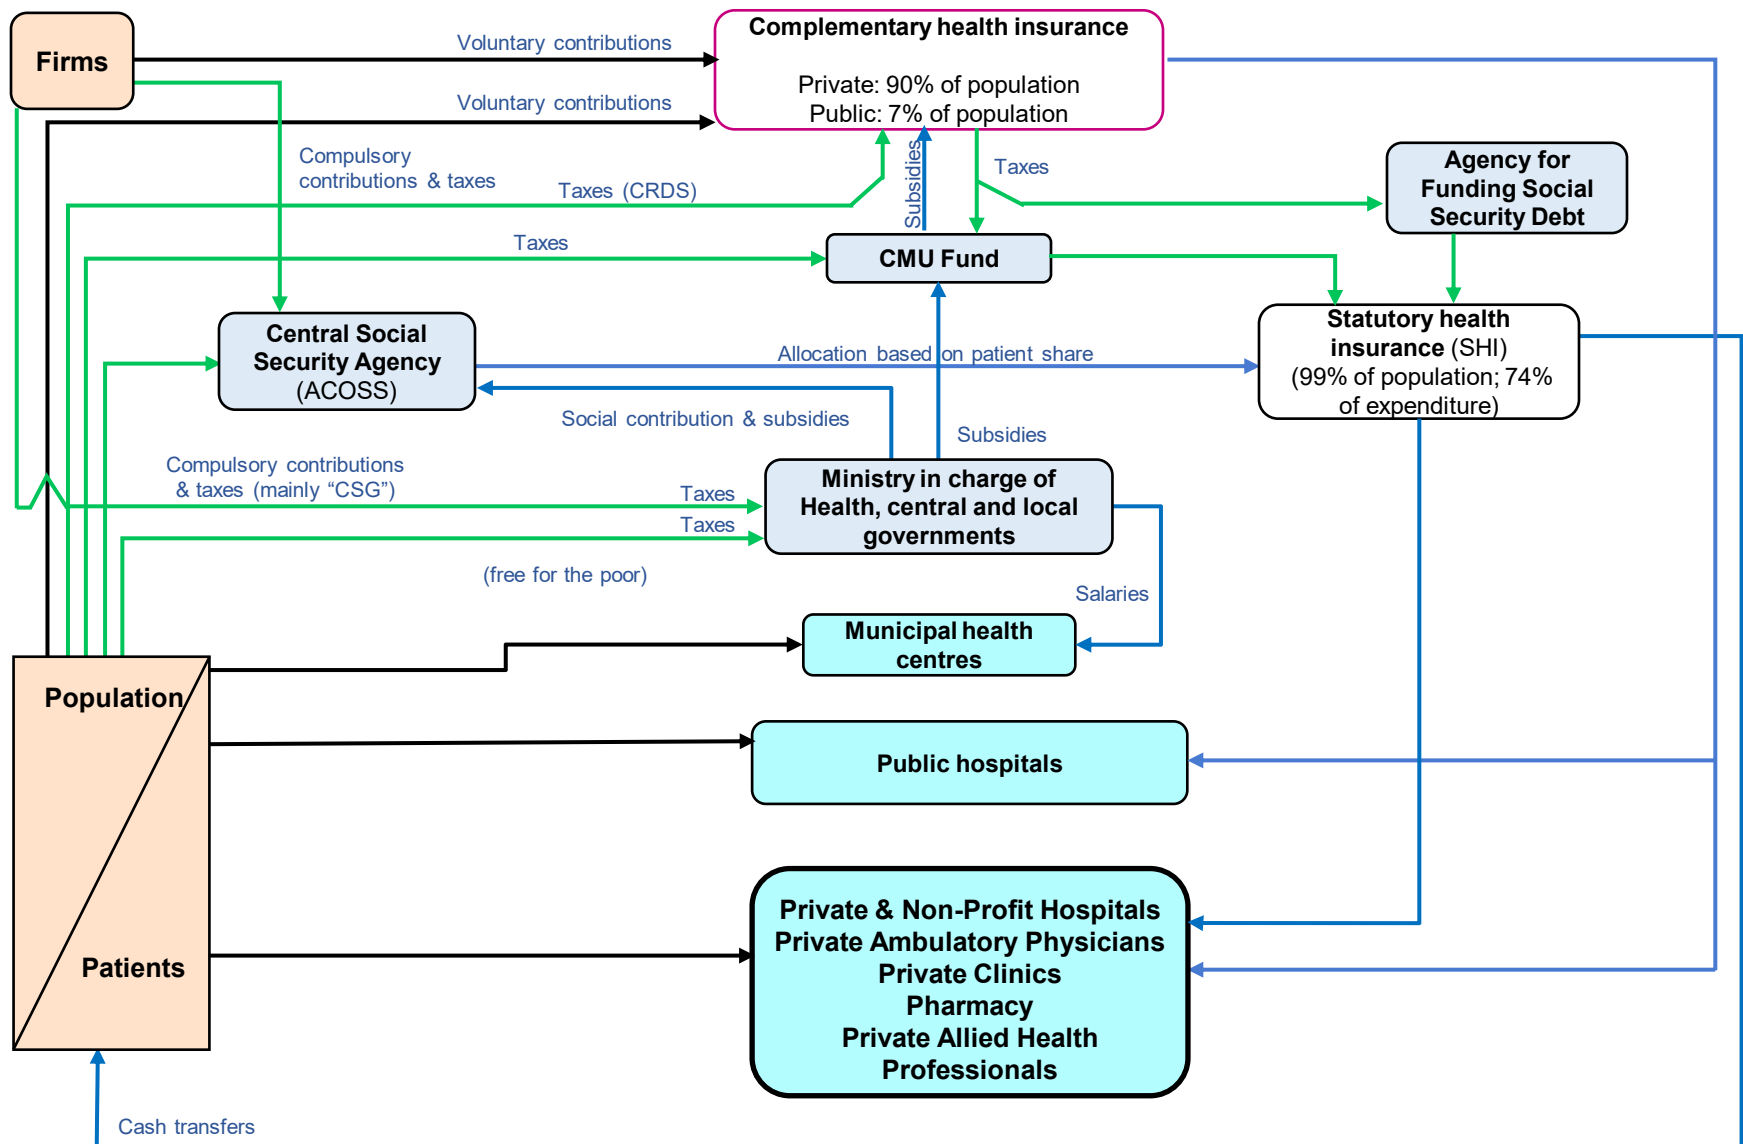 Firms
Voluntary contributions
Voluntary contributions
Complementary health insurance
Private: 90% of population
Public: 7% of population
Compulsory
contributions & taxes
Taxes (CRDS)
Subsidies
Taxes
Agency for
Funding Social
Security Debt
Taxes
CMU Fund
Central Social
Security Agency
(ACOSS)
Allocation based on patient share
Statutory health
insurance (SHI)
(99% of population; 74%
of expenditure)
Social contribution & subsidies
Subsidies
Compulsory contributions
& taxes (mainly “CSG”)
Taxes
Taxes
Ministry in charge of
Health, central and local
governments
(free for the poor)
Salaries
Municipal health
centres
Population
Public hospitals
Patients
Private & Non-Profit Hospitals
Private Ambulatory Physicians
Private Clinics
Pharmacy
Private Allied Health
Professionals
Cash transfers